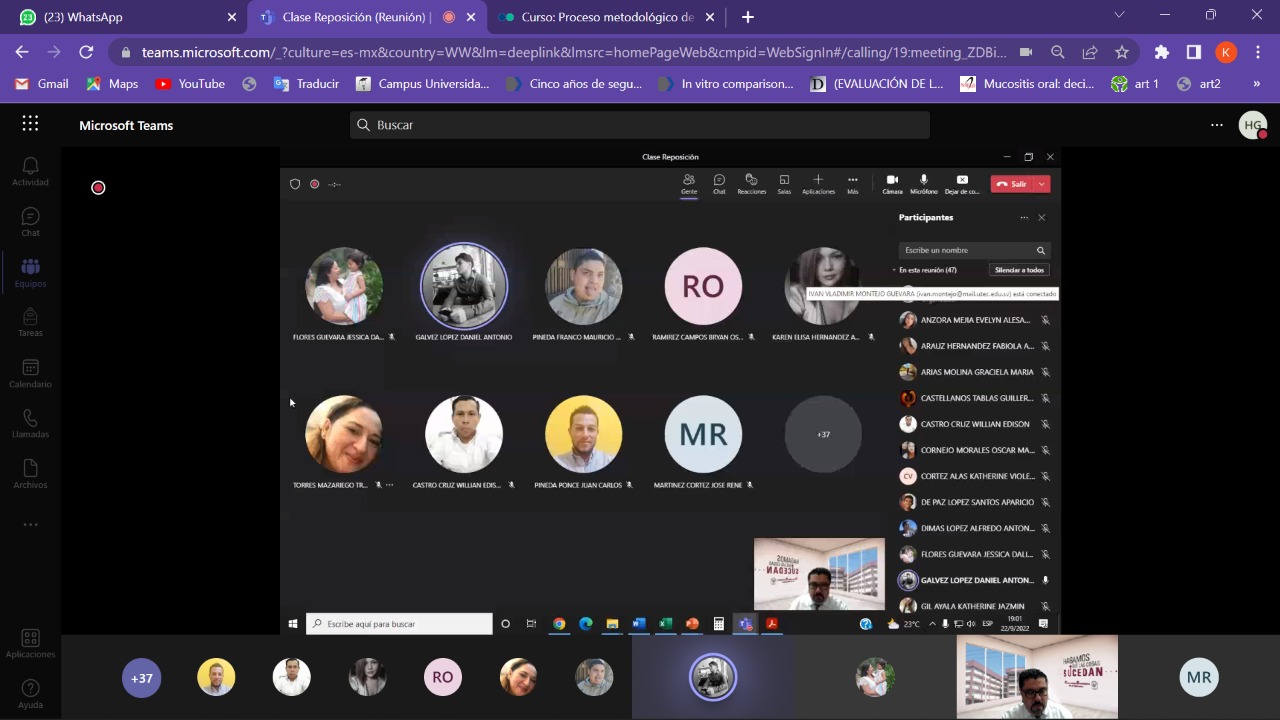 (23) WhatsApp
Clase Reposición (Reunión) |
Curso: Proceso metodológico de
teams.microsoft.com/_?culture=es-mx&country=WW&lm=deeplink&lmsrc=homePageWeb&cmpid=WebSignIn#/calling/19:meeting_ZDBi...
K
Gmail
Maps
YouTube
Traducir
Campus Universida...
Cinco años de segu...
In vitro comparison...
(EVALUACIÓN DE L...
Mucositis oral: deci...
art 1
art2
Microsoft Teams
Buscar
HG
Actividad
Chat
Equipos
Tareas
Calendario
Llamadas
Archivos
Aplicaciones
Ayuda
Clase Reposición
--:--
Gente
Chat
Reacciones
Salas
Aplicaciones
Más
Cámara
Micrófono
Dejar de co...
Salir
Participantes
Escribe un nombre
En esta reunión (47)
Silenciar a todos
IVAN VLADIMIR MONTEJO GUEVARA (ivan.montejo@mail.utec.edu.sv) está conectado
ANZORA MEJIA EVELYN ALESA...
ARAUZ HERNANDEZ FABIOLA A...
ARIAS MOLINA GRACIELA MARIA
CASTELLANOS TABLAS GUILLER...
CASTRO CRUZ WILLIAN EDISON
CORNEJO MORALES OSCAR MA...
CV
CORTEZ ALAS KATHERINE VIOLE...
DE PAZ LOPEZ SANTOS APARICIO
DIMAS LOPEZ ALFREDO ANTON...
FLORES GUEVARA JESSICA DALI...
GALVEZ LOPEZ DANIEL ANTON...
GIL AYALA KATHERINE JAZMIN
RO
FLORES GUEVARA JESSICA DA...
GALVEZ LOPEZ DANIEL ANTONIO
PINEDA FRANCO MAURICIO ...
RAMIREZ CAMPOS BRYAN OS...
KAREN ELISA HERNANDEZ A...
MR
+37
TORRES MAZARIEGO TR...
CASTRO CRUZ WILLIAN EDIS...
PINEDA PONCE JUAN CARLOS
MARTINEZ CORTEZ JOSE RENE
Escribe aquí para buscar
23°C
ESP
19:01
22/9/2022
+37
RO
HAGAMOS
QUE LAS COSAS
SUCEDAN
MR